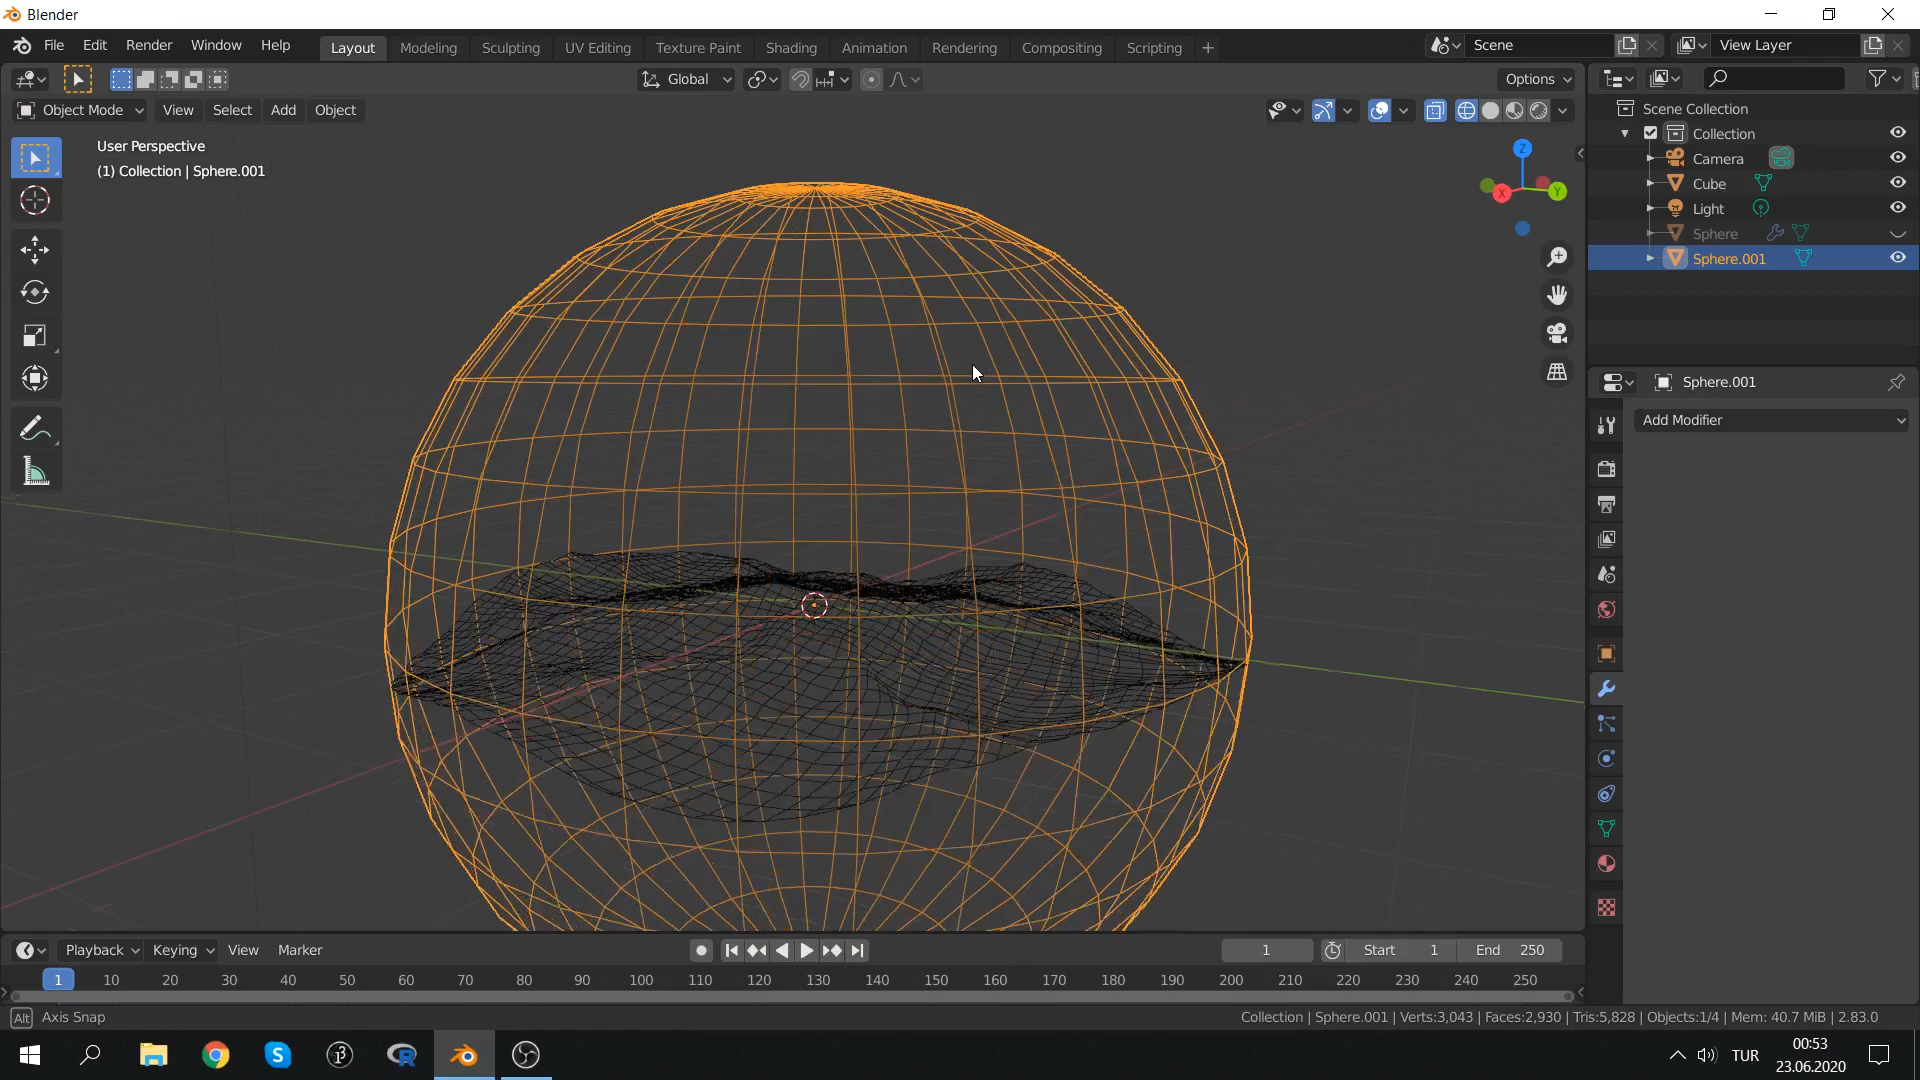 Blender
File Edit Render Window Help Layout Modeling Sculpting UV Editing Texture Paint Shading Animation Rendering Compositing Scripting + Scene View Layer
Global Options
Object Mode View Select Add Object
User Perspective
(1) Collection | Sphere.001
Z
X Y
Scene Collection
Collection
Camera
Cube
Light
Sphere
Sphere.001
Sphere.001
Add Modifier
Playback Keying View Marker 1 Start 1 End 250
1 10 20 30 40 50 60 70 80 90 100 110 120 130 140 150 160 170 180 190 200 210 220 230 240 250
Alt Axis Snap Collection | Sphere.001 | Verts:3,043 | Faces:2,930 | Tris:5,828 | Objects:1/4 | Mem: 40.7 MiB | 2.83.0
TUR
00:53
23.06.2020